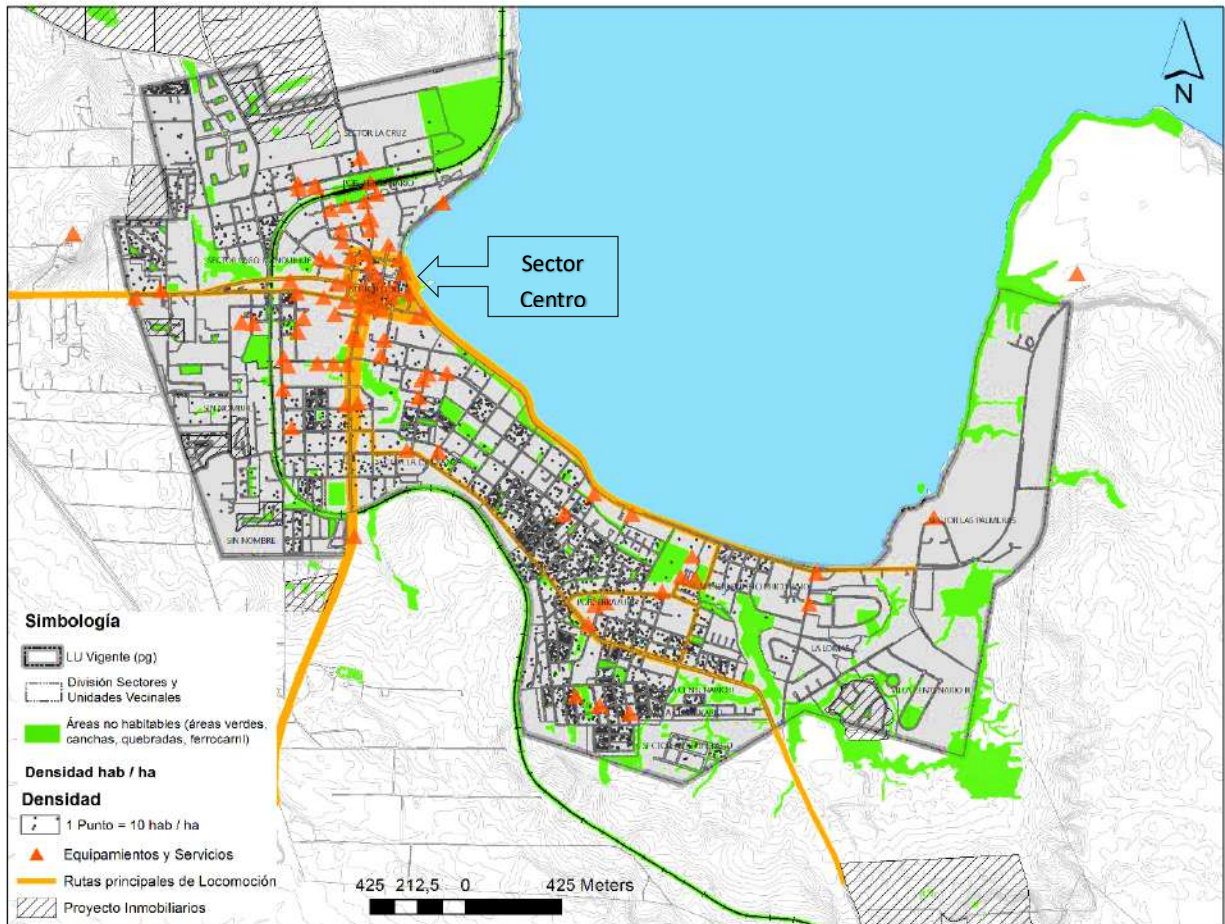 N
SECTOR LA CRUZ
Sector
Centro
SIN NOMBRE
SIN NOMBRE
SECTOR LAS PALMERAS
LA LOMAS
Simbología
LU Vigente (pg)
División Sectores y
Unidades Vecinales
Áreas no habitables (áreas verdes,
canchas, quebradas, ferrocarril)
Densidad hab / ha
Densidad
1 Punto = 10 hab / ha
Equipamientos y Servicios
Rutas principales de Locomoción
Proyecto Inmobiliarios
425 212,5 0 425 Meters